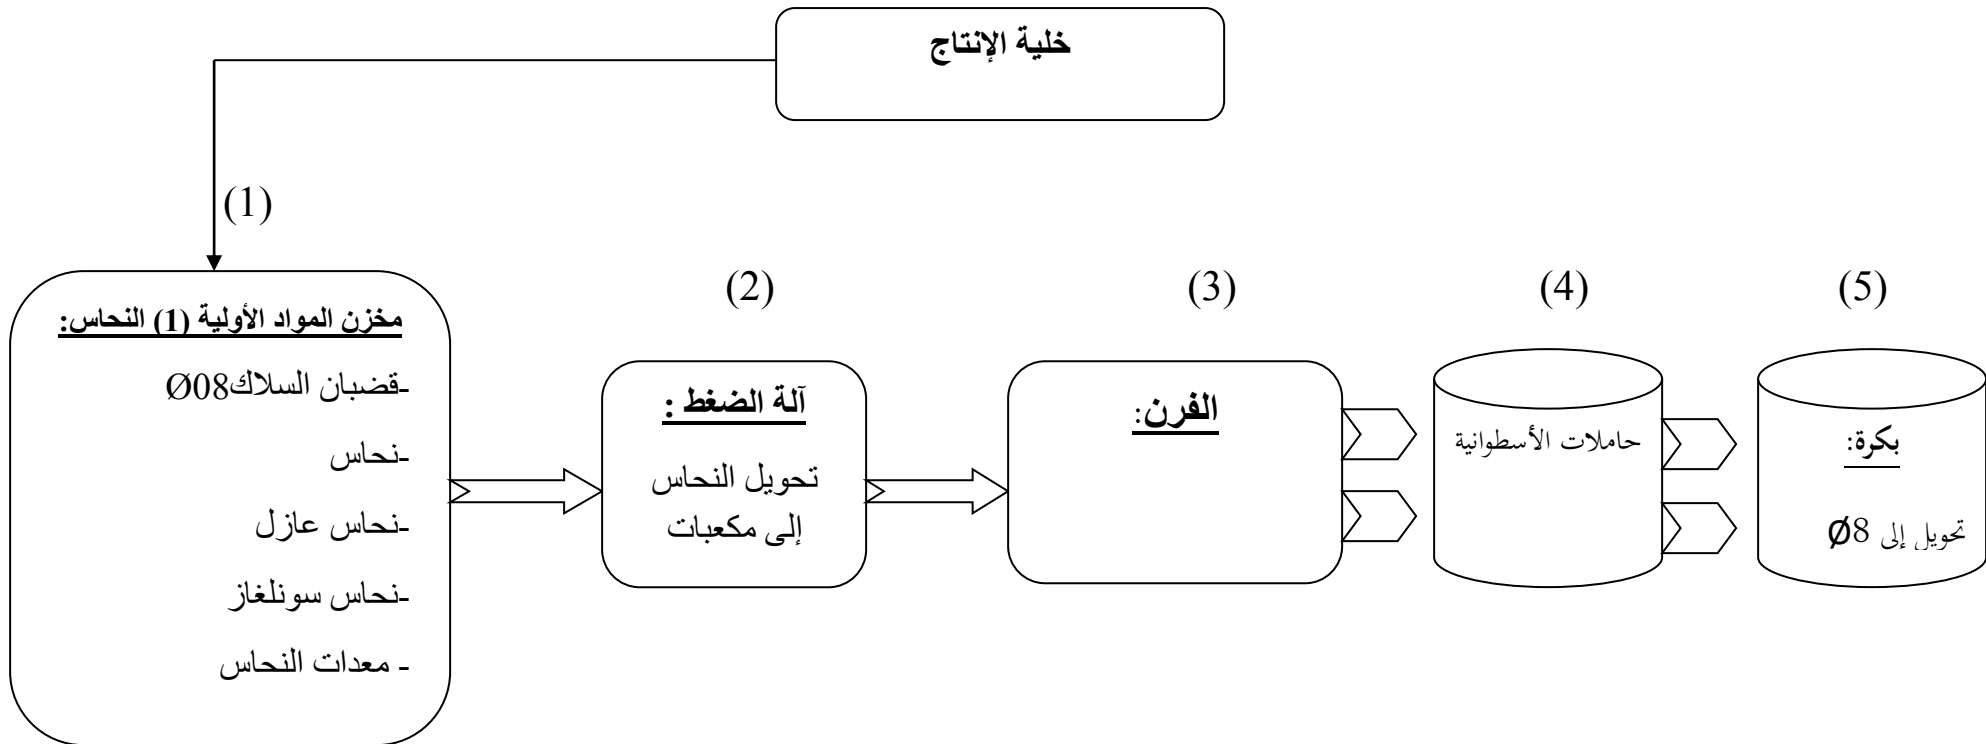 خلية الإنتاج
(1)
مخزن المواد الأولية (1) النحاس:
-قضبان السلاكØ08
-نحاس
-نحاس عازل
-نحاس سونلغاز
- معدات النحاس
(2)
آلة الضغط :
تحويل النحاس
إلى مكعبات
(3)
الفرن:
(4)
حاملات الأسطوانية
(5)
بكرة:
تحويل إلى Ø8